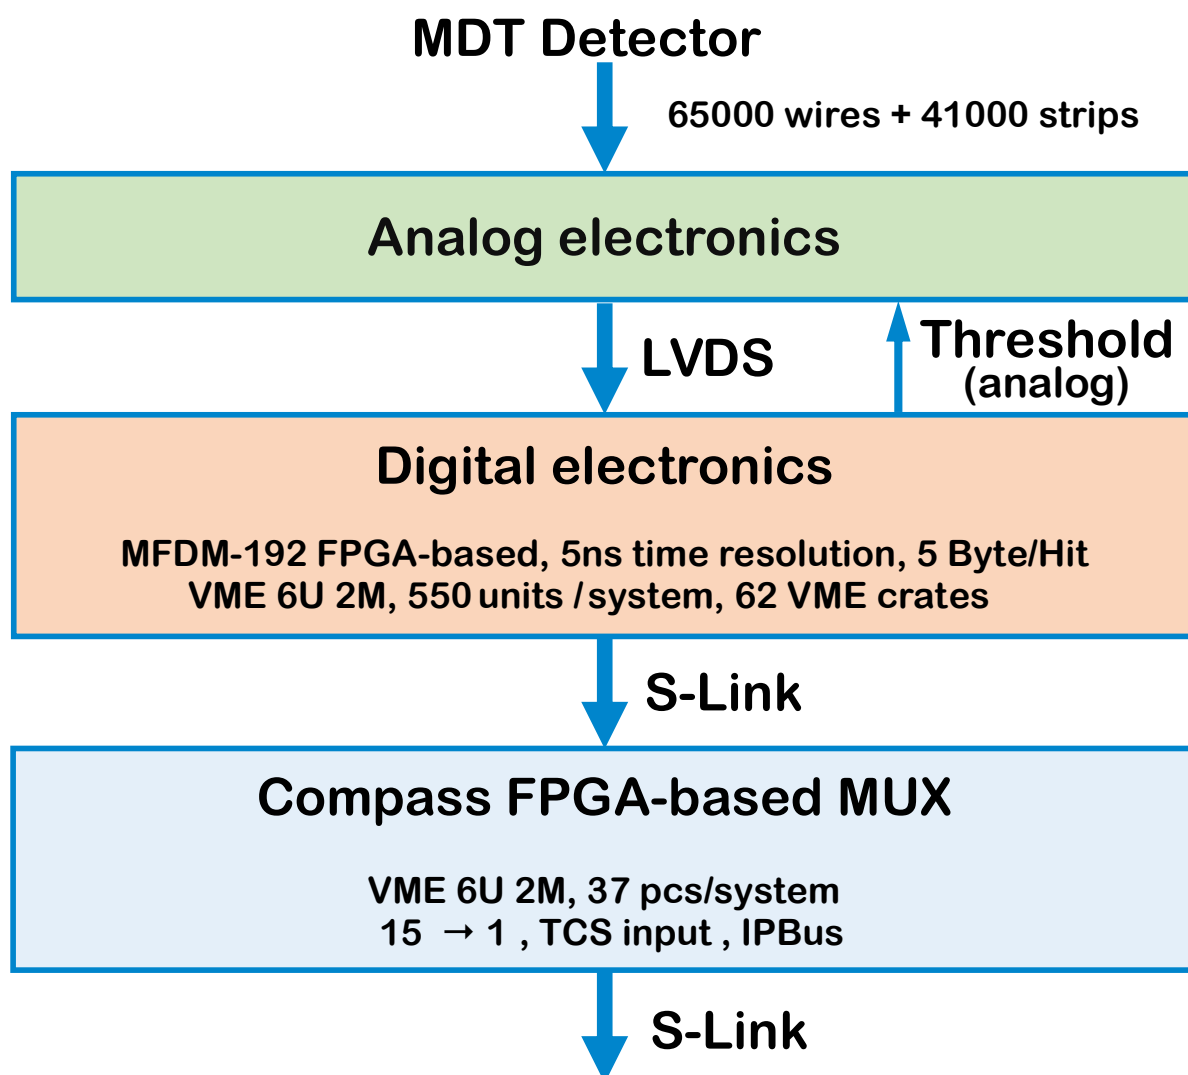 MDT Detector
65000 wires + 41000 strips
Analog electronics
LVDS
Threshold
(analog)
Digital electronics
MFDM-192 FPGA-based, 5ns time resolution, 5 Byte/Hit
VME 6U 2M, 550 units / system, 62 VME crates
S-Link
Compass FPGA-based MUX
VME 6U 2M, 37 pcs/system
15 → 1 , TCS input , IPBus
S-Link